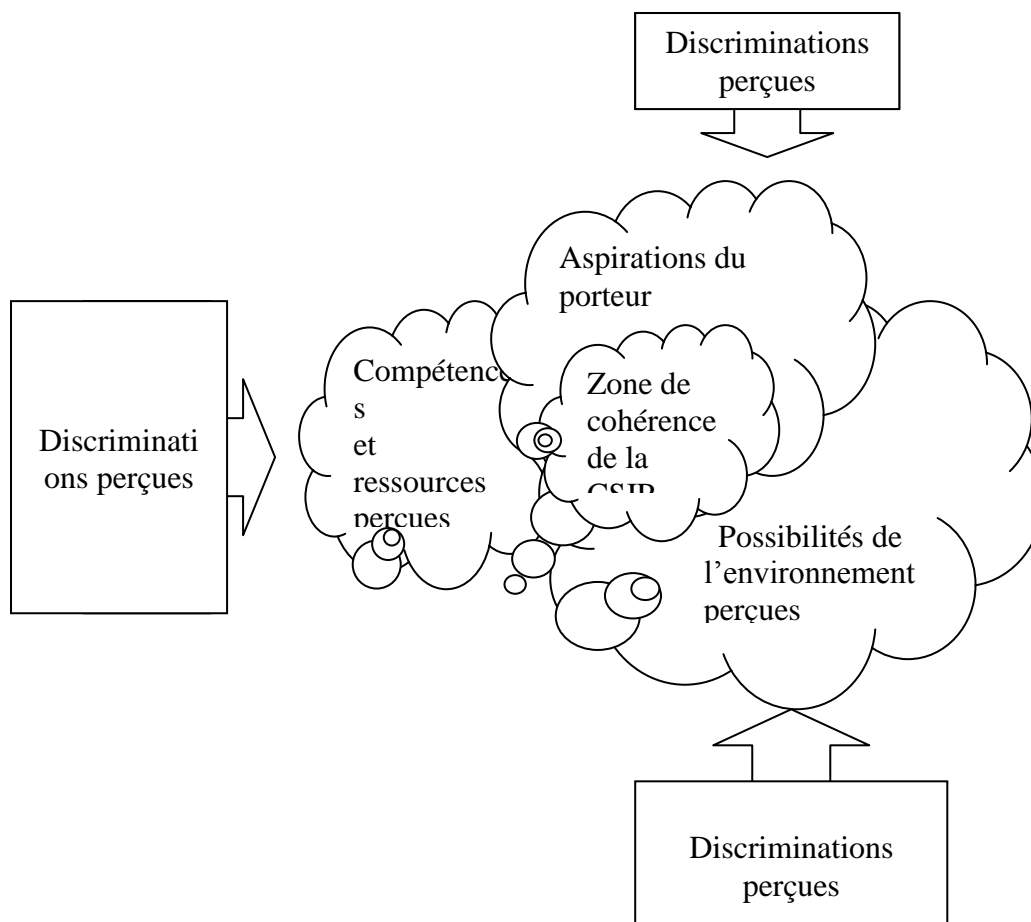 Discriminations
perçues
Aspirations du
porteur
Compétence
s
et
ressources
perçues
Zone de
cohérence
de la
Discriminati
ons perçues
Possibilités de
l'environnement
perçues
Discriminations
perçues